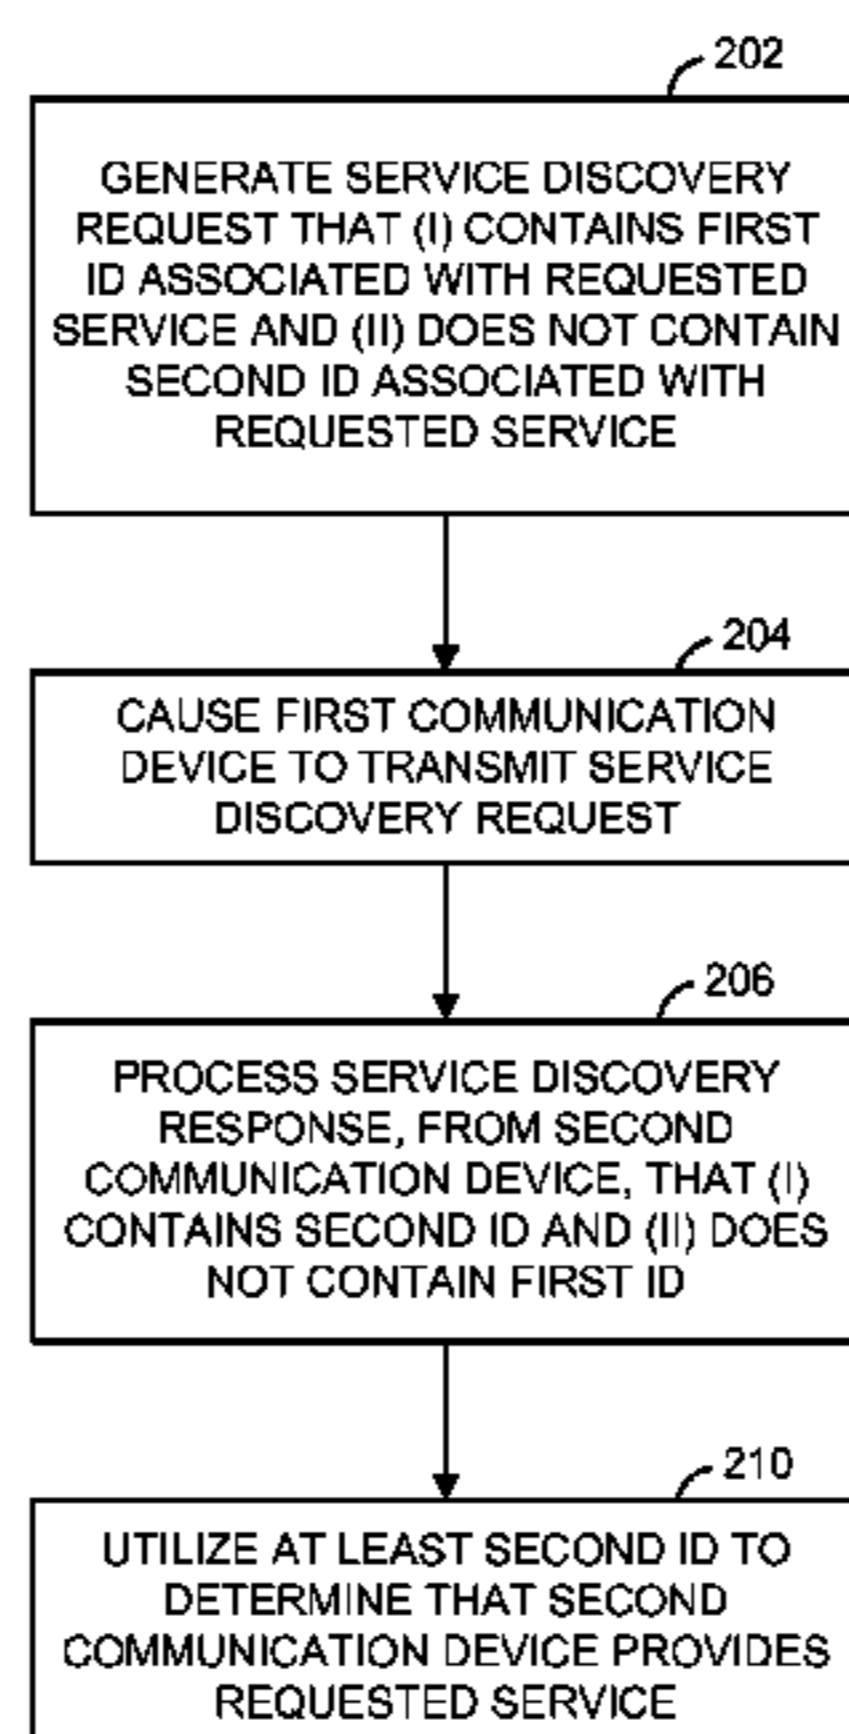 202
GENERATE SERVICE DISCOVERY
REQUEST THAT (I) CONTAINS FIRST
ID ASSOCIATED WITH REQUESTED
SERVICE AND (II) DOES NOT CONTAIN
SECOND ID ASSOCIATED WITH
REQUESTED SERVICE
204
CAUSE FIRST COMMUNICATION
DEVICE TO TRANSMIT SERVICE
DISCOVERY REQUEST
206
PROCESS SERVICE DISCOVERY
RESPONSE, FROM SECOND
COMMUNICATION DEVICE, THAT (I)
CONTAINS SECOND ID AND (II) DOES
NOT CONTAIN FIRST ID
210
UTILIZE AT LEAST SECOND ID TO
DETERMINE THAT SECOND
COMMUNICATION DEVICE PROVIDES
REQUESTED SERVICE